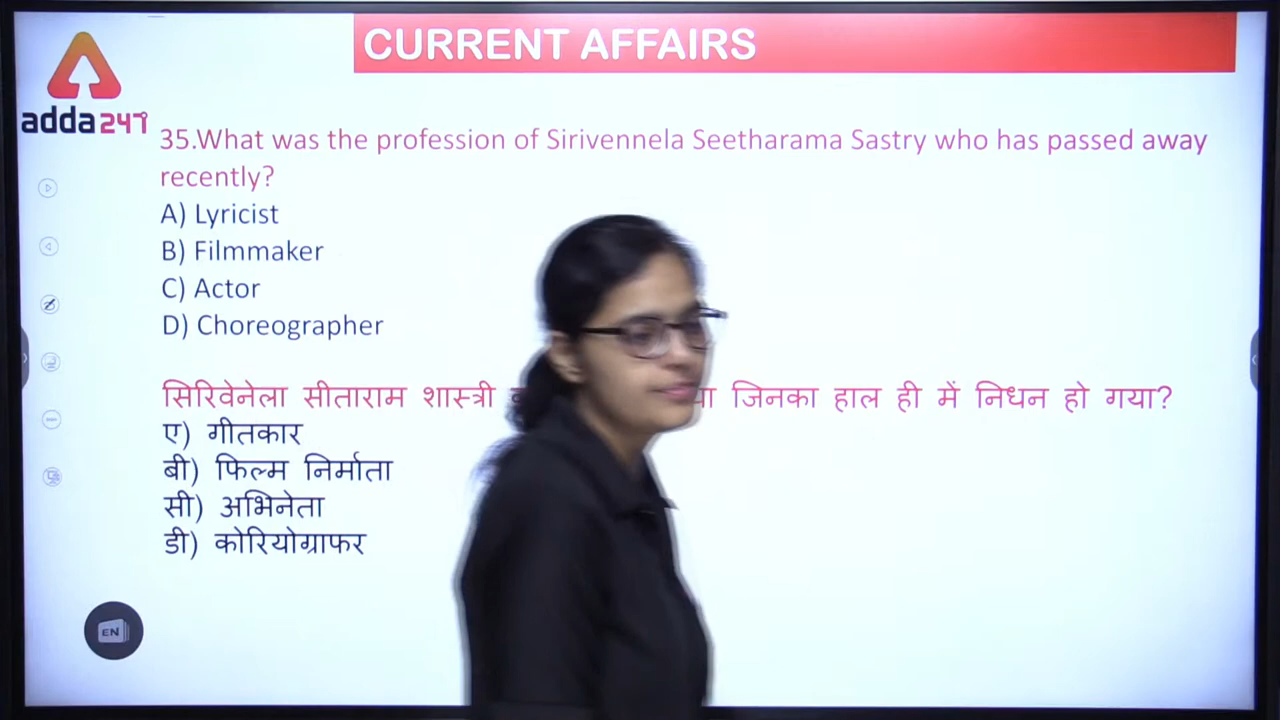 CURRENT AFFAIRS
adda247
35.What was the profession of Sirivennela Seetharama Sastry who has passed away
recently?
A) Lyricist
B) Filmmaker
C) Actor
D) Choreographer
सिरिवेनेला सीताराम शास्त्री जिनका हाल ही में निधन हो गया?
ए) गीतकार
बी) फिल्म निर्माता
सी) अभिनेता
डी) कोरियोग्राफर
EN